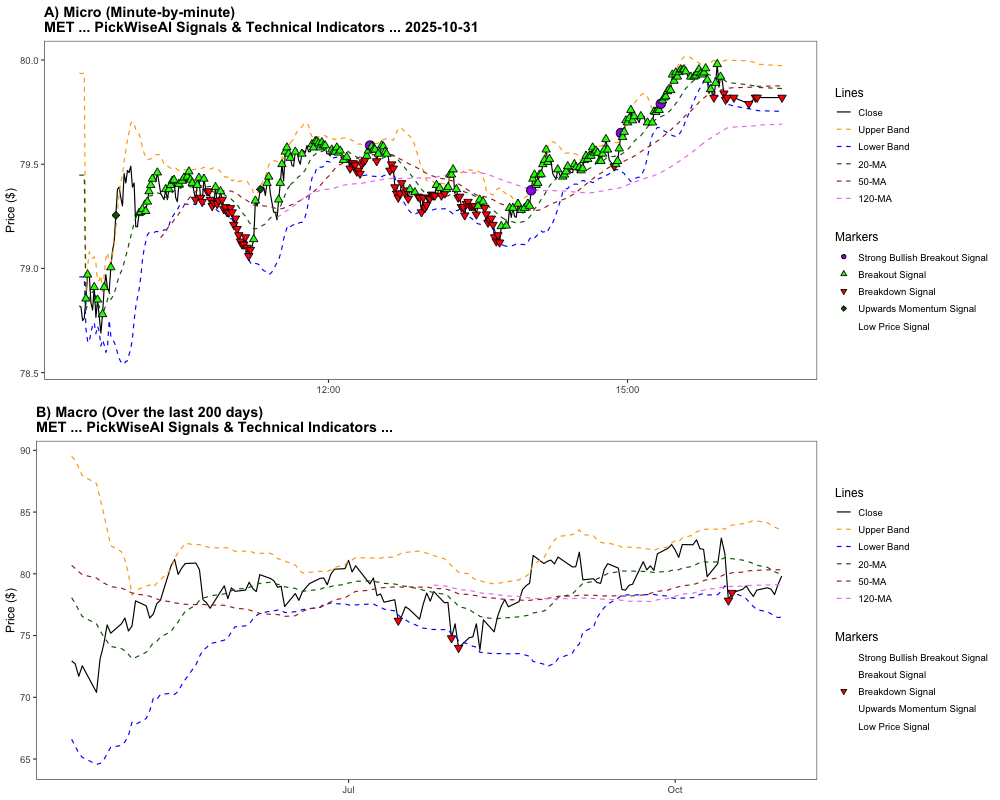 A) Micro (Minute-by-minute)
MET ... PickWiseAI Signals & Technical Indicators ... 2025-10-31
80.0
79.5
79.0
78.5
Price ($)
12:00
15:00
Lines
Close
Upper Band
Lower Band
20-MA
50-MA
120-MA
Markers
Strong Bullish Breakout Signal
Breakout Signal
Breakdown Signal
Upwards Momentum Signal
Low Price Signal
B) Macro (Over the last 200 days)
MET ... PickWiseAI Signals & Technical Indicators ...
90
85
80
75
70
65
Price ($)
Jul
Oct
Lines
Close
Upper Band
Lower Band
20-MA
50-MA
120-MA
Markers
Strong Bullish Breakout Signal
Breakout Signal
Breakdown Signal
Upwards Momentum Signal
Low Price Signal